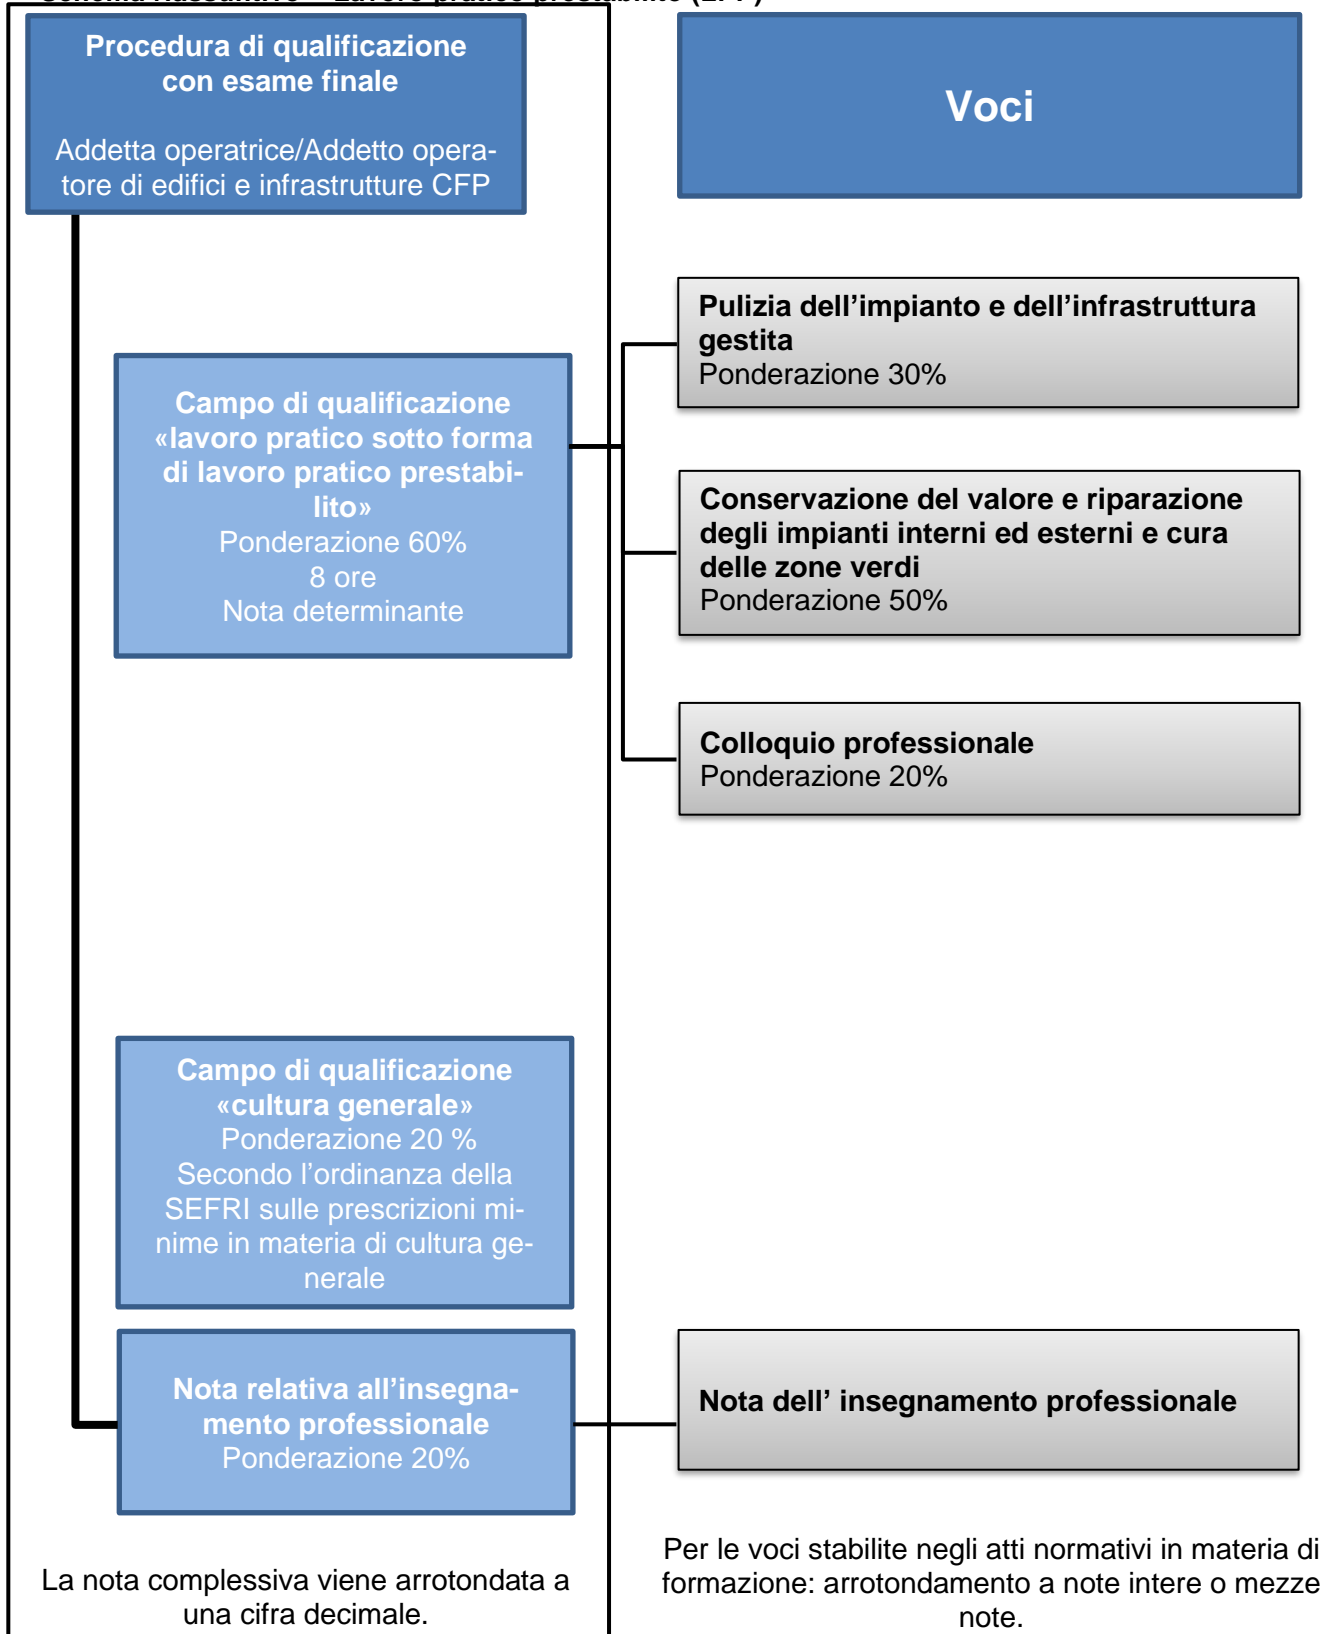 Procedura di qualificazione
con esame finale
Addetta operatrice/Addetto opera-
tore di edifici e infrastrutture CFP
Voci
Pulizia dell’impianto e dell’infrastruttura
gestita
Ponderazione 30%
Campo di qualificazione
«lavoro pratico sotto forma
di lavoro pratico prestabi-
lito»
Ponderazione 60%
8 ore
Nota determinante
Conservazione del valore e riparazione
degli impianti interni ed esterni e cura
delle zone verdi
Ponderazione 50%
Colloquio professionale
Ponderazione 20%
Campo di qualificazione
«cultura generale»
Ponderazione 20 %
Secondo l’ordinanza della
SEFRI sulle prescrizioni mi-
nime in materia di cultura ge-
nerale
Nota relativa all’insegna-
mento professionale
Ponderazione 20%
Nota dell’ insegnamento professionale
La nota complessiva viene arrotondata a
una cifra decimale.
Per le voci stabilite negli atti normativi in materia di
formazione: arrotondamento a note intere o mezze
note.